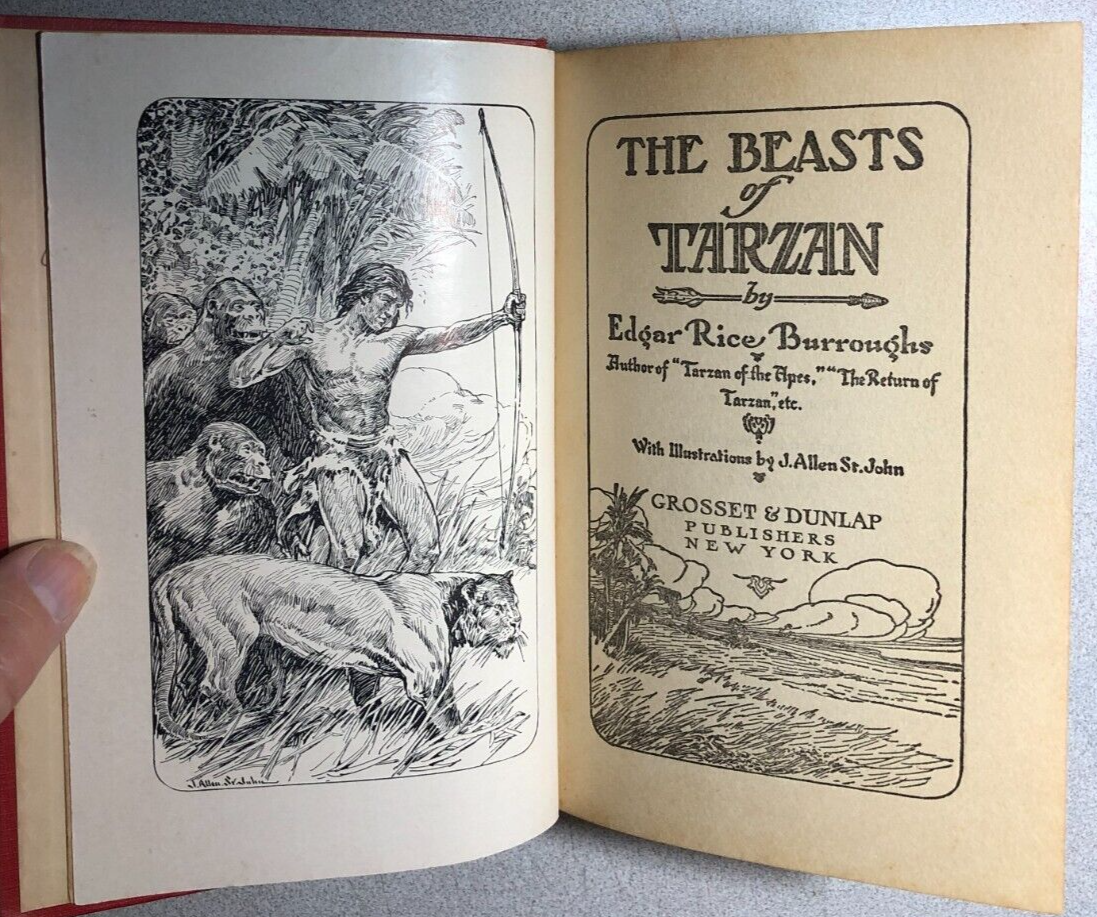 J. Allen St. John
THE BEASTS
of
TARZAN
by
Edgar Rice Burroughs
Author of "Tarzan of the Apes," "The Return of
Tarzan," etc.
With Illustrations by J. Allen St. John
GROSSET & DUNLAP
PUBLISHERS
NEW YORK